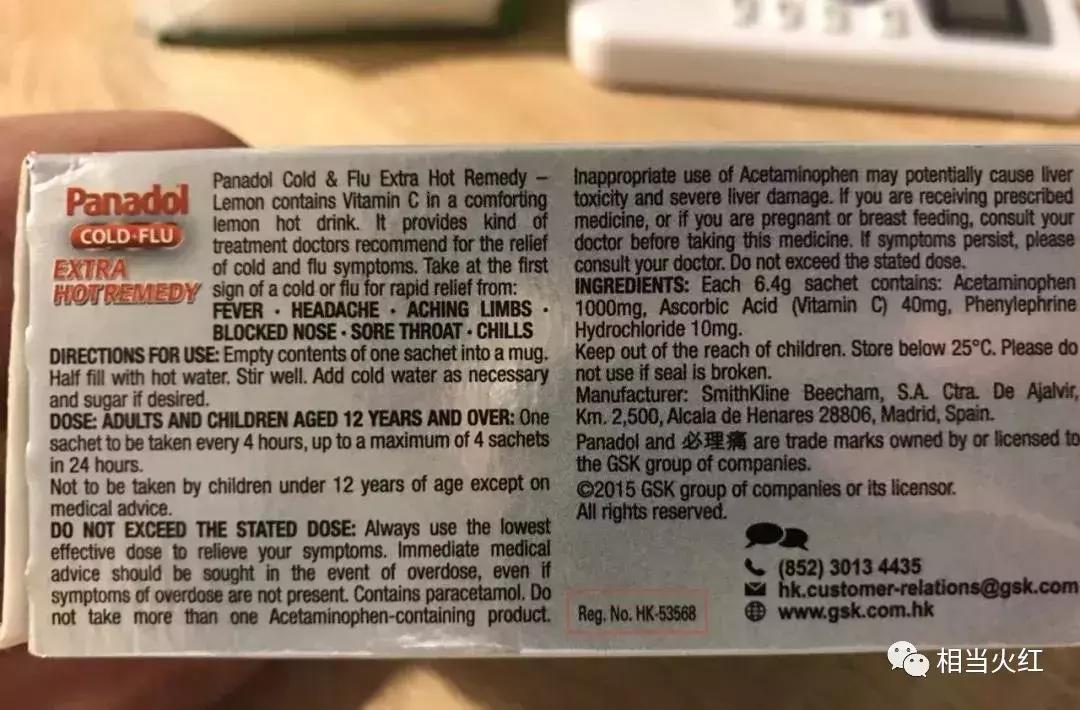 Panadol
COLD+FLU
EXTRA
HOTREMEDY
Panadol Cold & Flu Extra Hot Remedy –
Lemon contains Vitamin C in a comforting
lemon hot drink. It provides kind of
treatment doctors recommend for the relief
of cold and flu symptoms. Take at the first
sign of a cold or flu for rapid relief from:
FEVER · HEADACHE · ACHING LIMBS ·
BLOCKED NOSE · SORE THROAT · CHILLS
DIRECTIONS FOR USE: Empty contents of one sachet into a mug.
Half fill with hot water. Stir well. Add cold water as necessary
and sugar if desired.
DOSE: ADULTS AND CHILDREN AGED 12 YEARS AND OVER: One
sachet to be taken every 4 hours, up to a maximum of 4 sachets
in 24 hours.
Not to be taken by children under 12 years of age except on
medical advice.
DO NOT EXCEED THE STATED DOSE: Always use the lowest
effective dose to relieve your symptoms. Immediate medical
advice should be sought in the event of overdose, even if
symptoms of overdose are not present. Contains paracetamol. Do
not take more than one Acetaminophen-containing product.
Inappropriate use of Acetaminophen may potentially cause liver
toxicity and severe liver damage. If you are receiving prescribed
medicine, or if you are pregnant or breast feeding, consult your
doctor before taking this medicine. If symptoms persist, please
consult your doctor. Do not exceed the stated dose.
INGREDIENTS: Each 6.4g sachet contains: Acetaminophen
1000mg, Ascorbic Acid (Vitamin C) 40mg, Phenylephrine
Hydrochloride 10mg.
Keep out of the reach of children. Store below 25°C. Please do
not use if seal is broken.
Manufacturer: SmithKline Beecham, S.A. Ctra. De Ajalvir,
Km. 2,500, Alcala de Henares 28806, Madrid, Spain.
Panadol and 必理痛 are trade marks owned by or licensed to
the GSK group of companies.
©2015 GSK group of companies or its licensor.
All rights reserved.
(852) 3013 4435
hk.customer-relations@gsk.com
www.gsk.com.hk
Reg. No. HK-53568
相当火红